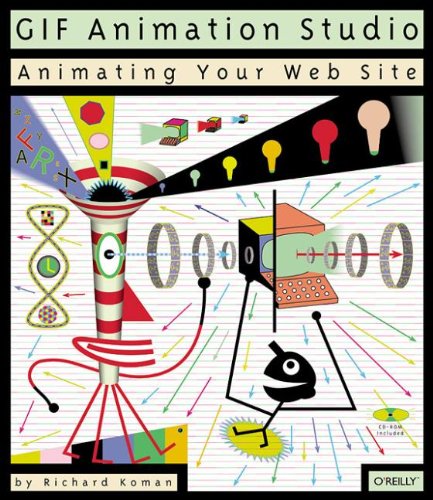 GIF Animation Studio
Animating Your Web Site
CD-ROM
included
by Richard Koman
O'REILLY